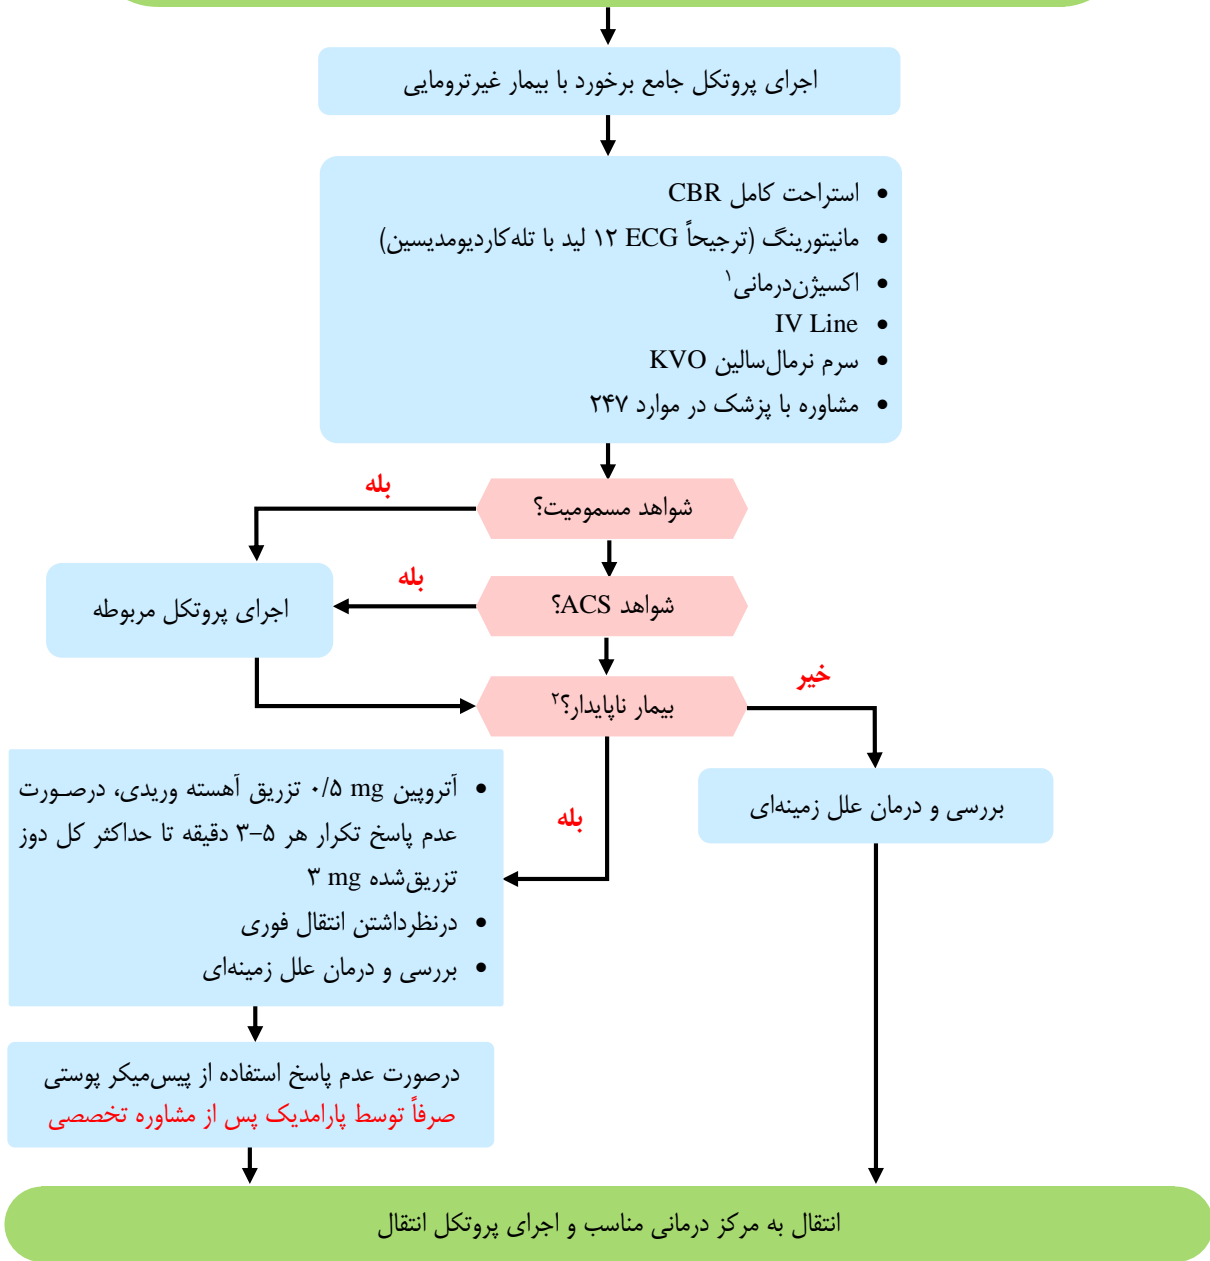 اجرای پروتکل جامع برخورد با بیمار غیرترومایی
• استراحت کامل CBR
• مانیتورینگ (ترجیحاً ECG ۱۲ لید با تله‌کاردیومدیسین)
• اکسیژن‌درمانی۱
• IV Line
• سرم نرمال‌سالین KVO
• مشاوره با پزشک در موارد ۲۴۷
شواهد مسمومیت؟
بله
شواهد ACS؟
بله
اجرای پروتکل مربوطه
بیمار ناپایدار؟۲
خیر
بررسی و درمان علل زمینه‌ای
بله
• آتروپین ۰/۵ mg تزریق آهسته وریدی، درصورت
عدم پاسخ تکرار هر ۵–۳ دقیقه تا حداکثر کل دوز
تزریق‌شده ۳ mg
• درنظرداشتن انتقال فوری
• بررسی و درمان علل زمینه‌ای
درصورت عدم پاسخ استفاده از پیس‌میکر پوستی
صرفاً توسط پارامدیک پس از مشاوره تخصصی
انتقال به مرکز درمانی مناسب و اجرای پروتکل انتقال